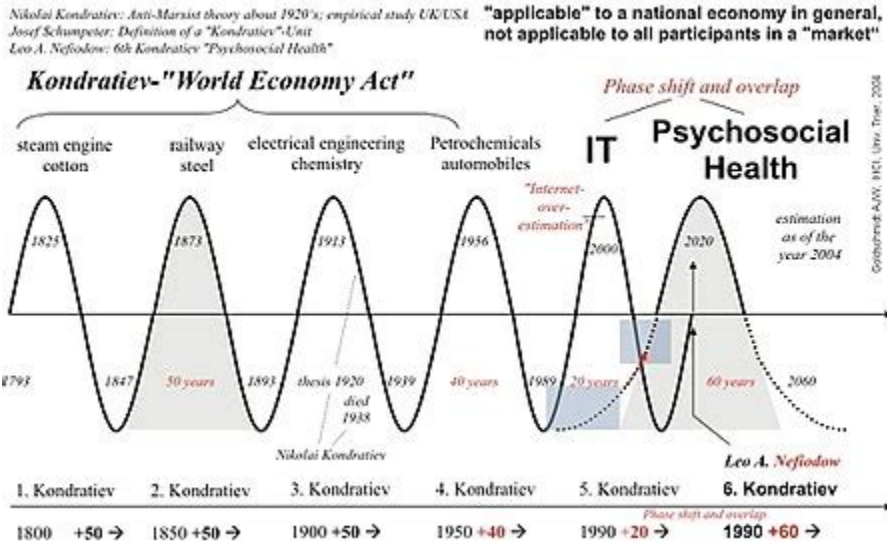 Nikolai Kondratiev: Anti-Marxist theory about 1920's; empirical study UK/USA
Josef Schumpeter: Definition of a "Kondratiev"-Unit
Leo A. Nefiodow: 6th Kondratiev "Psychosocial Health"
"applicable" to a national economy in general,
not applicable to all participants in a "market"
Kondratiev-"World Economy Act"
Phase shift and overlap
steam engine
cotton
railway
steel
electrical engineering
chemistry
Petrochemicals
automobiles
IT
Psychosocial
Health
"Internet-
over-
estimation"
estimation
as of the
year 2004
Goldschmidt AJW, IHCI, Univ. Trier, 2004
1825
1873
1913
1956
2000
2020
1793
1847
50 years
1893
thesis 1920
died
1938
1939
40 years
1989
20 years
60 years
2060
Nikolai Kondratiev
Leo A. Nefiodow
1. Kondratiev
2. Kondratiev
3. Kondratiev
4. Kondratiev
5. Kondratiev
6. Kondratiev
Phase shift and overlap
1800 +50 →
1850 +50 →
1900 +50 →
1950 +40 →
1990 +20 →
1990 +60 →